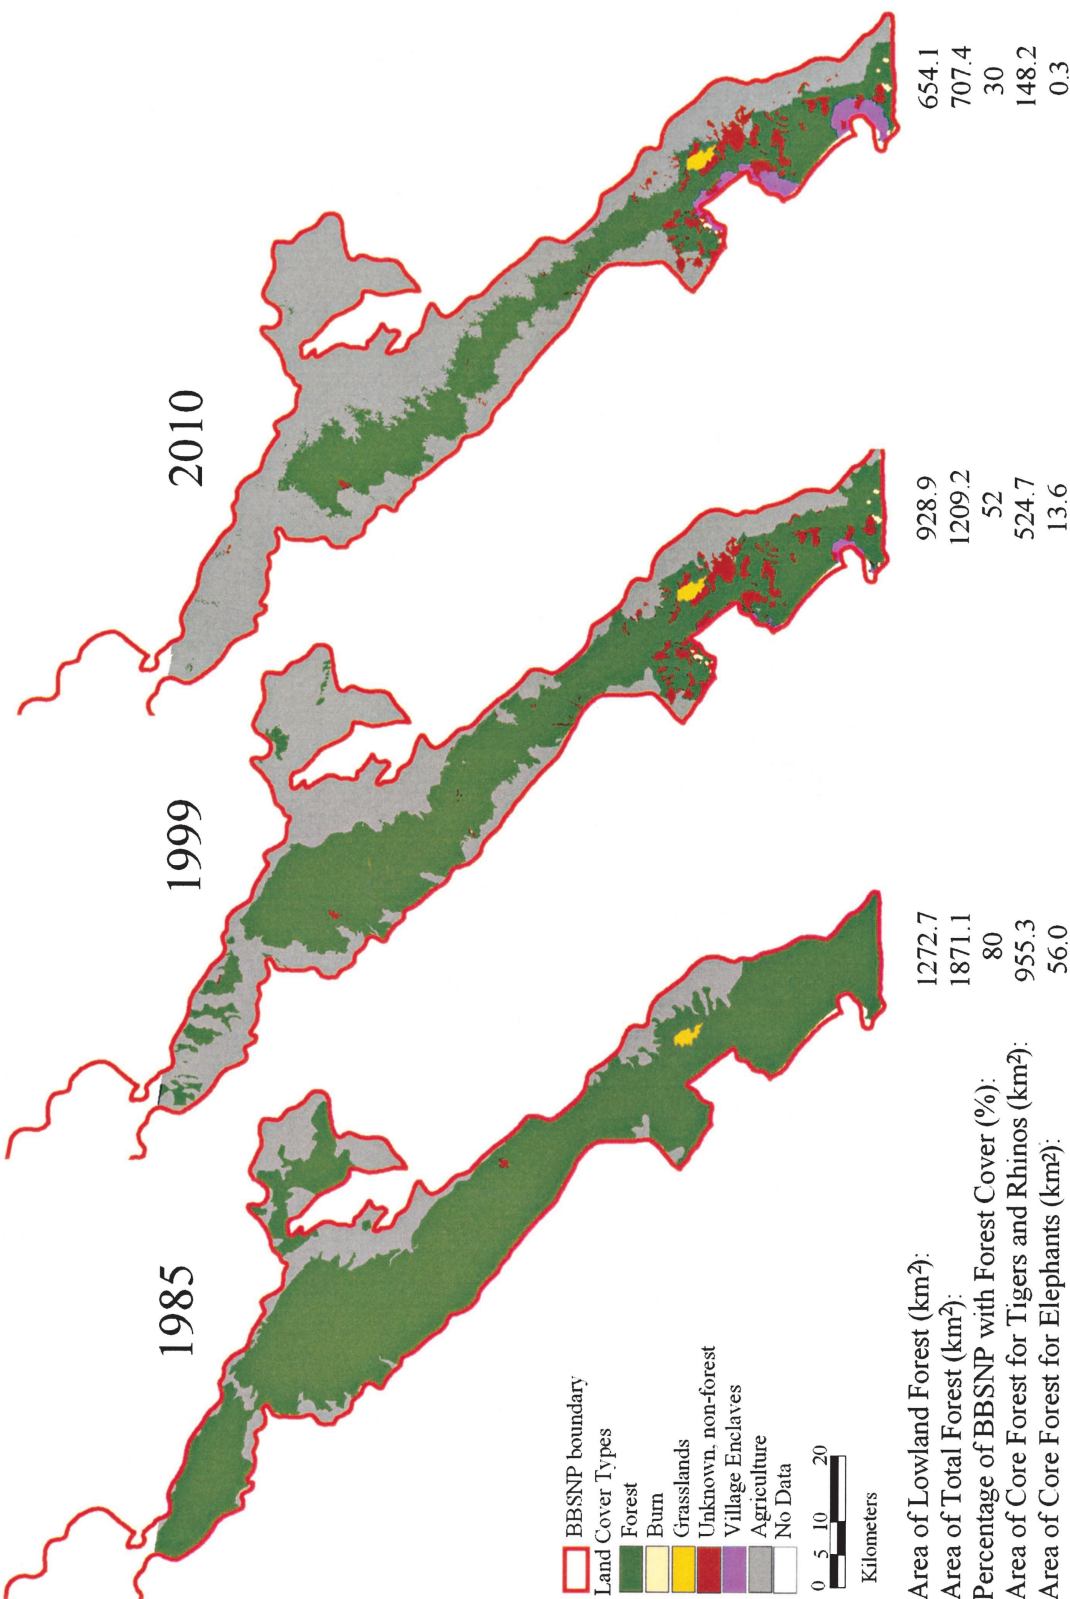 1985
1999
2010
BBSNP boundary
Land Cover Types
Forest
Burn
Grasslands
Unknown, non-forest
Village Enclaves
Agriculture
No Data
0 5 10 20
Kilometers
Area of Lowland Forest (km²): 1272.7 928.9 654.1
Area of Total Forest (km²): 1871.1 1209.2 707.4
Percentage of BBSNP with Forest Cover (%): 80 52 30
Area of Core Forest for Tigers and Rhinos (km²): 955.3 524.7 148.2
Area of Core Forest for Elephants (km²): 56.0 13.6 0.3